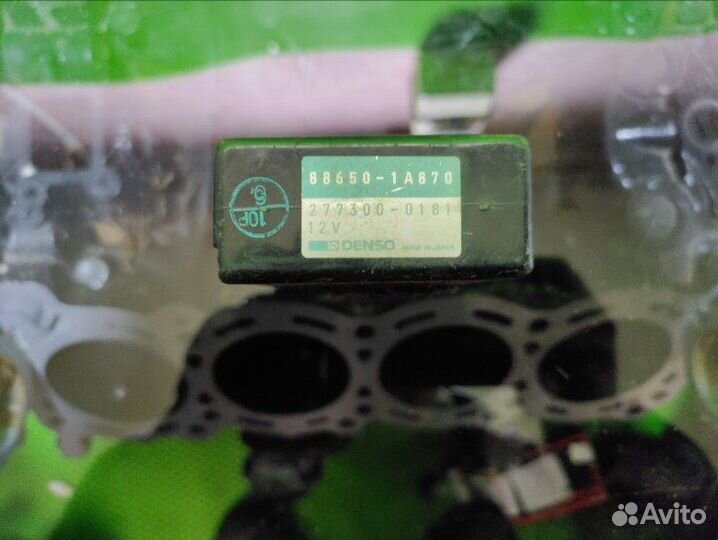 88650-1A870
277300-0181
12V
DENSO MADE IN JAPAN
10F
Avito